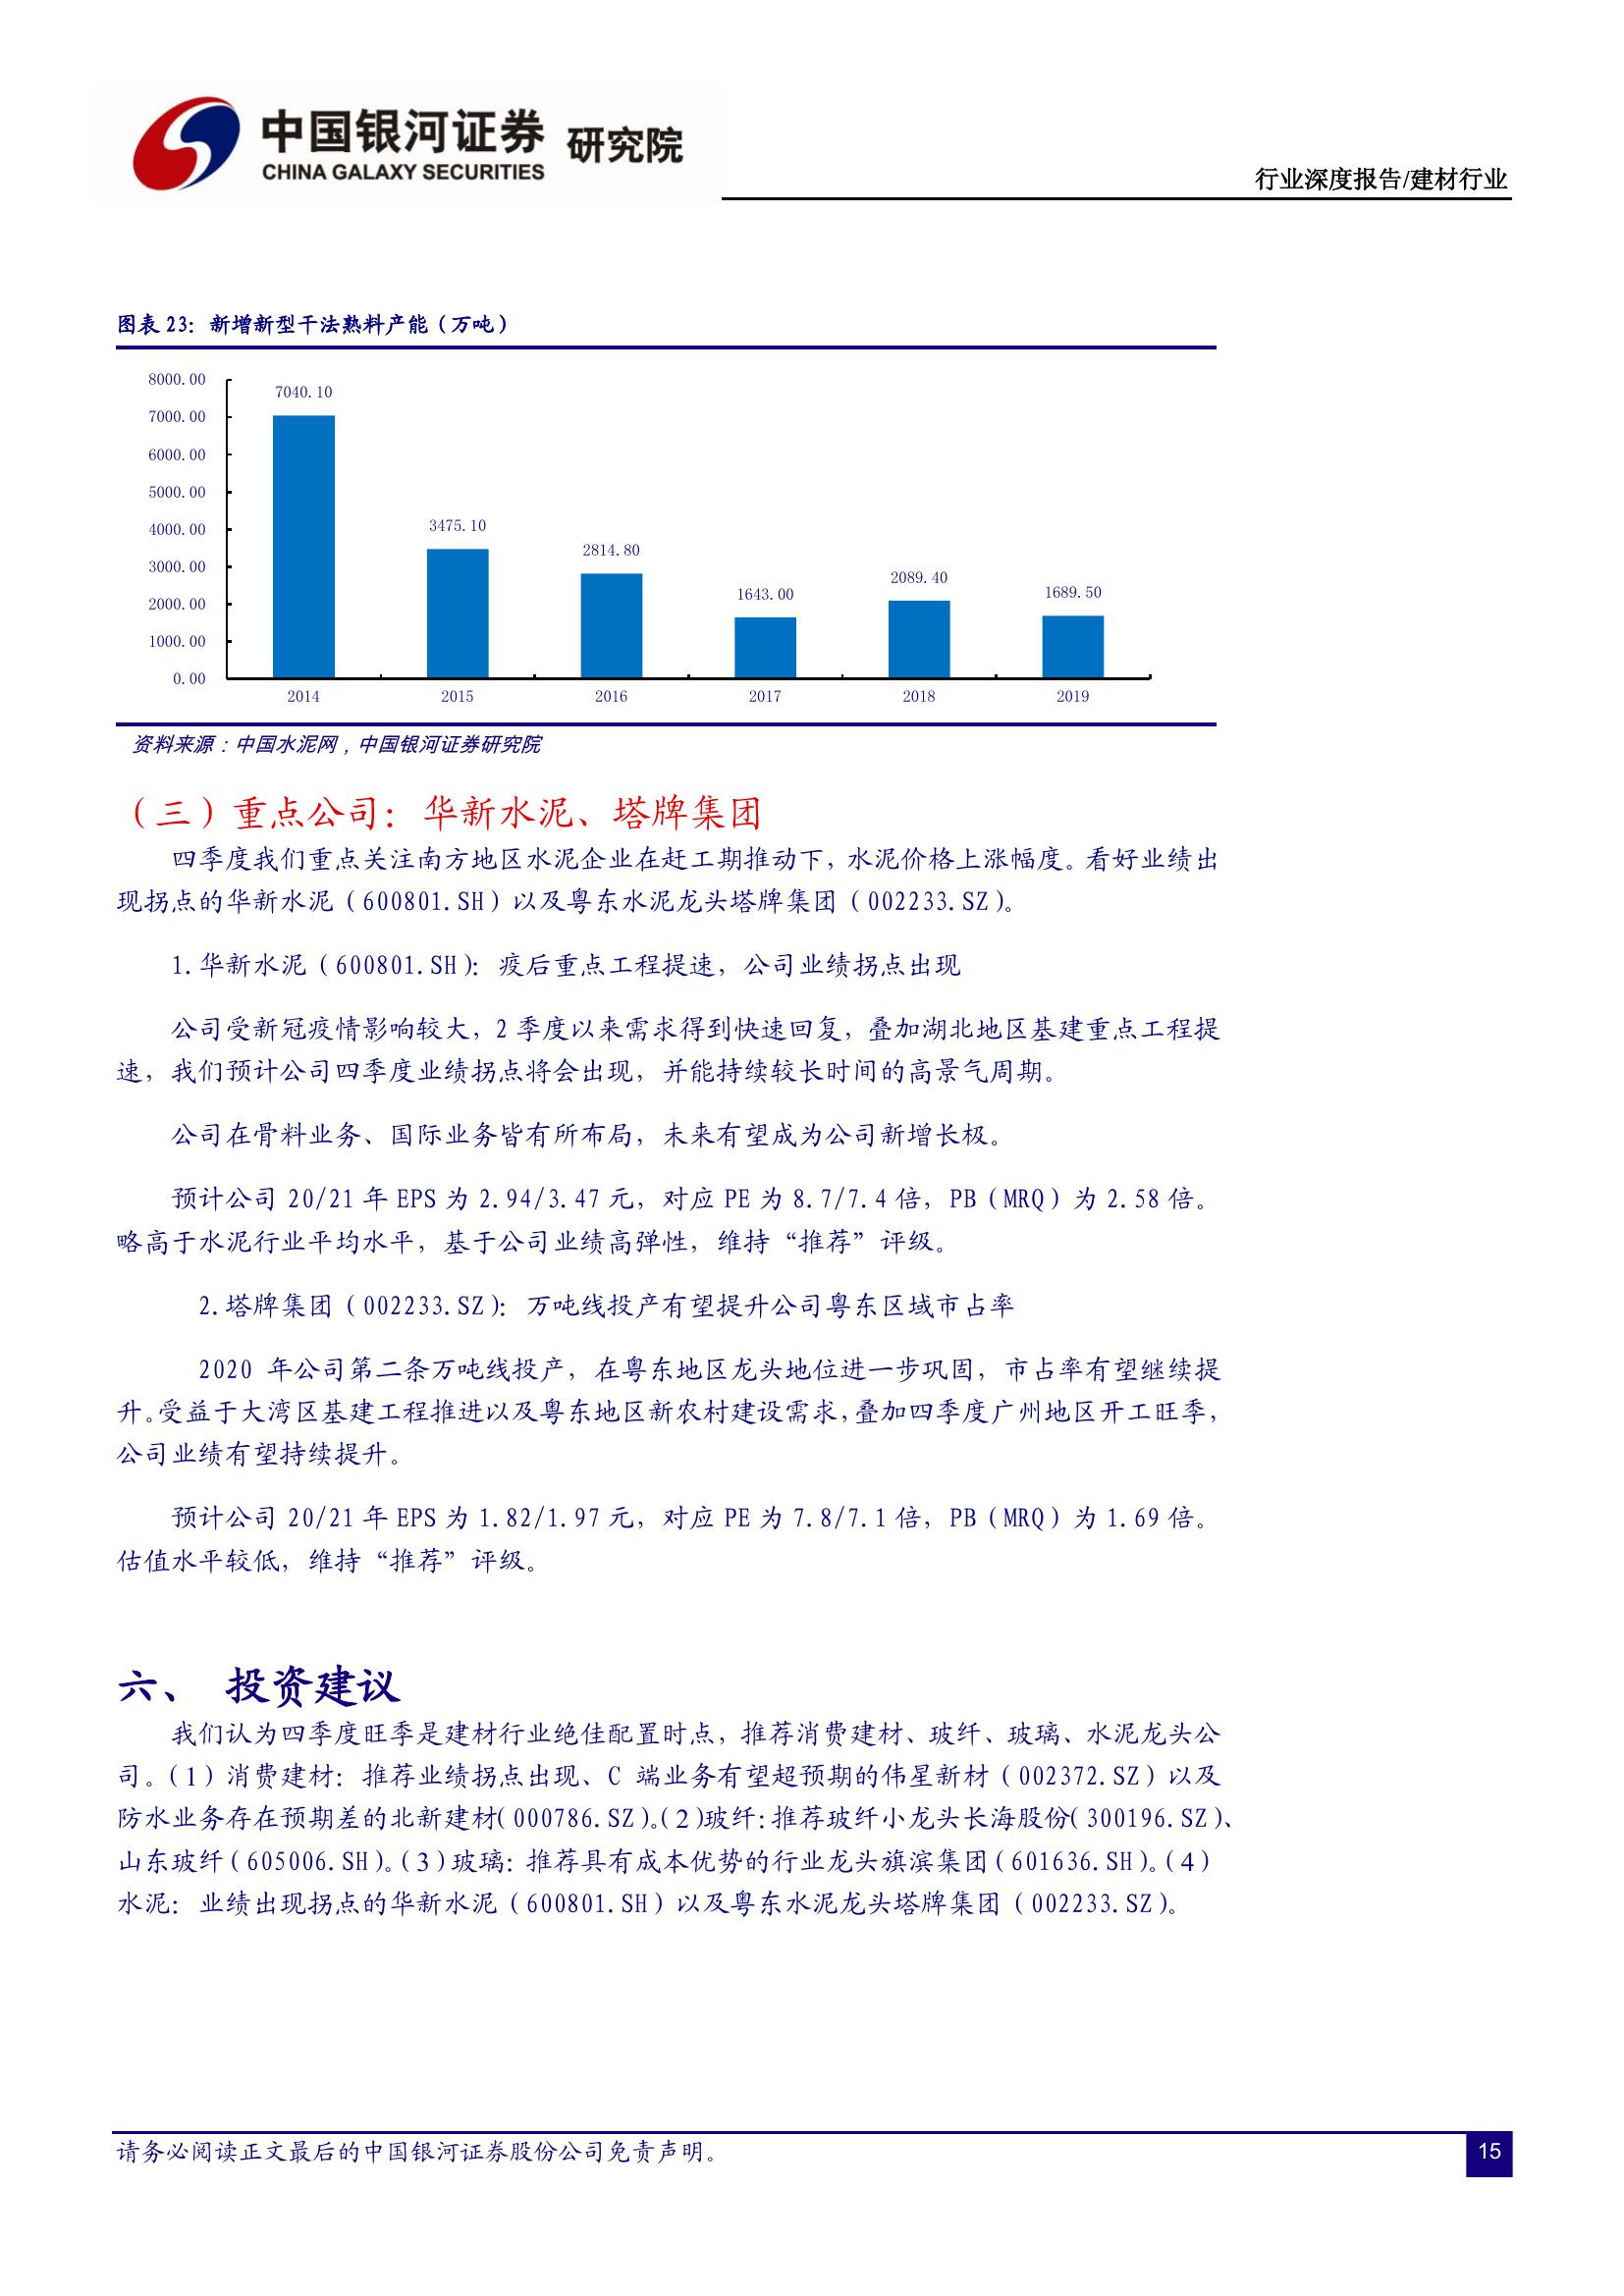 中国银河证券 研究院
CHINA GALAXY SECURITIES
行业深度报告/建材行业
图表 23：新增新型干法熟料产能（万吨）
8000.00
7000.00
6000.00
5000.00
4000.00
3000.00
2000.00
1000.00
0.00
7040.10
3475.10
2814.80
1643.00
2089.40
1689.50
2014 2015 2016 2017 2018 2019
资料来源：中国水泥网，中国银河证券研究院
（三）重点公司：华新水泥、塔牌集团
四季度我们重点关注南方地区水泥企业在赶工期推动下，水泥价格上涨幅度。看好业绩出
现拐点的华新水泥（600801.SH）以及粤东水泥龙头塔牌集团（002233.SZ）。
1.华新水泥（600801.SH）：疫后重点工程提速，公司业绩拐点出现
公司受新冠疫情影响较大，2 季度以来需求得到快速回复，叠加湖北地区基建重点工程提
速，我们预计公司四季度业绩拐点将会出现，并能持续较长时间的高景气周期。
公司在骨料业务、国际业务皆有所布局，未来有望成为公司新增长极。
预计公司 20/21 年 EPS 为 2.94/3.47 元，对应 PE 为 8.7/7.4 倍，PB（MRQ）为 2.58 倍。
略高于水泥行业平均水平，基于公司业绩高弹性，维持“推荐”评级。
2.塔牌集团（002233.SZ）：万吨线投产有望提升公司粤东区域市占率
2020 年公司第二条万吨线投产，在粤东地区龙头地位进一步巩固，市占率有望继续提
升。受益于大湾区基建工程推进以及粤东地区新农村建设需求，叠加四季度广州地区开工旺季，
公司业绩有望持续提升。
预计公司 20/21 年 EPS 为 1.82/1.97 元，对应 PE 为 7.8/7.1 倍，PB（MRQ）为 1.69 倍。
估值水平较低，维持“推荐”评级。
六、 投资建议
我们认为四季度旺季是建材行业绝佳配置时点，推荐消费建材、玻纤、玻璃、水泥龙头公
司。（1）消费建材：推荐业绩拐点出现、C 端业务有望超预期的伟星新材（002372.SZ）以及
防水业务存在预期差的北新建材（000786.SZ）。（2）玻纤：推荐玻纤小龙头长海股份（300196.SZ）、
山东玻纤（605006.SH）。（3）玻璃：推荐具有成本优势的行业龙头旗滨集团（601636.SH）。（4）
水泥：业绩出现拐点的华新水泥（600801.SH）以及粤东水泥龙头塔牌集团（002233.SZ）。
请务必阅读正文最后的中国银河证券股份公司免责声明。
15